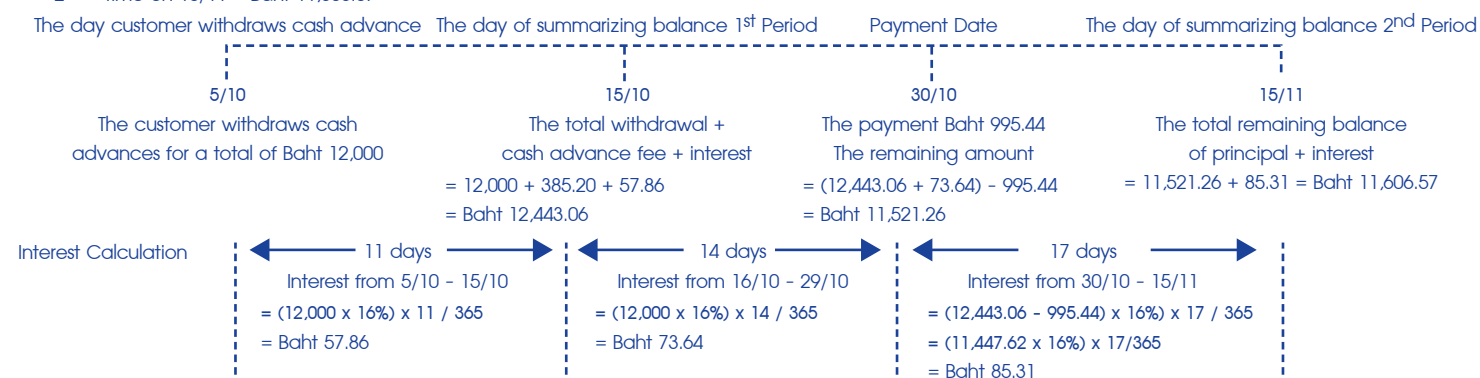 The day customer withdraws cash advance The day of summarizing balance 1st Period Payment Date The day of summarizing balance 2nd Period
5/10 15/10 30/10 15/11
The customer withdraws cash
advances for a total of Baht 12,000
The total withdrawal +
cash advance fee + interest
= 12,000 + 385.20 + 57.86
= Baht 12,443.06
The payment Baht 995.44
The remaining amount
= (12,443.06 + 73.64) - 995.44
= Baht 11,521.26
The total remaining balance
of principal + interest
= 11,521.26 + 85.31 = Baht 11,606.57
Interest Calculation
11 days
Interest from 5/10 - 15/10
= (12,000 x 16%) x 11 / 365
= Baht 57.86
14 days
Interest from 16/10 - 29/10
= (12,000 x 16%) x 14 / 365
= Baht 73.64
17 days
Interest from 30/10 - 15/11
= (12,443.06 - 995.44) x 16%) x 17 / 365
= (11,447.62 x 16%) x 17/365
= Baht 85.31